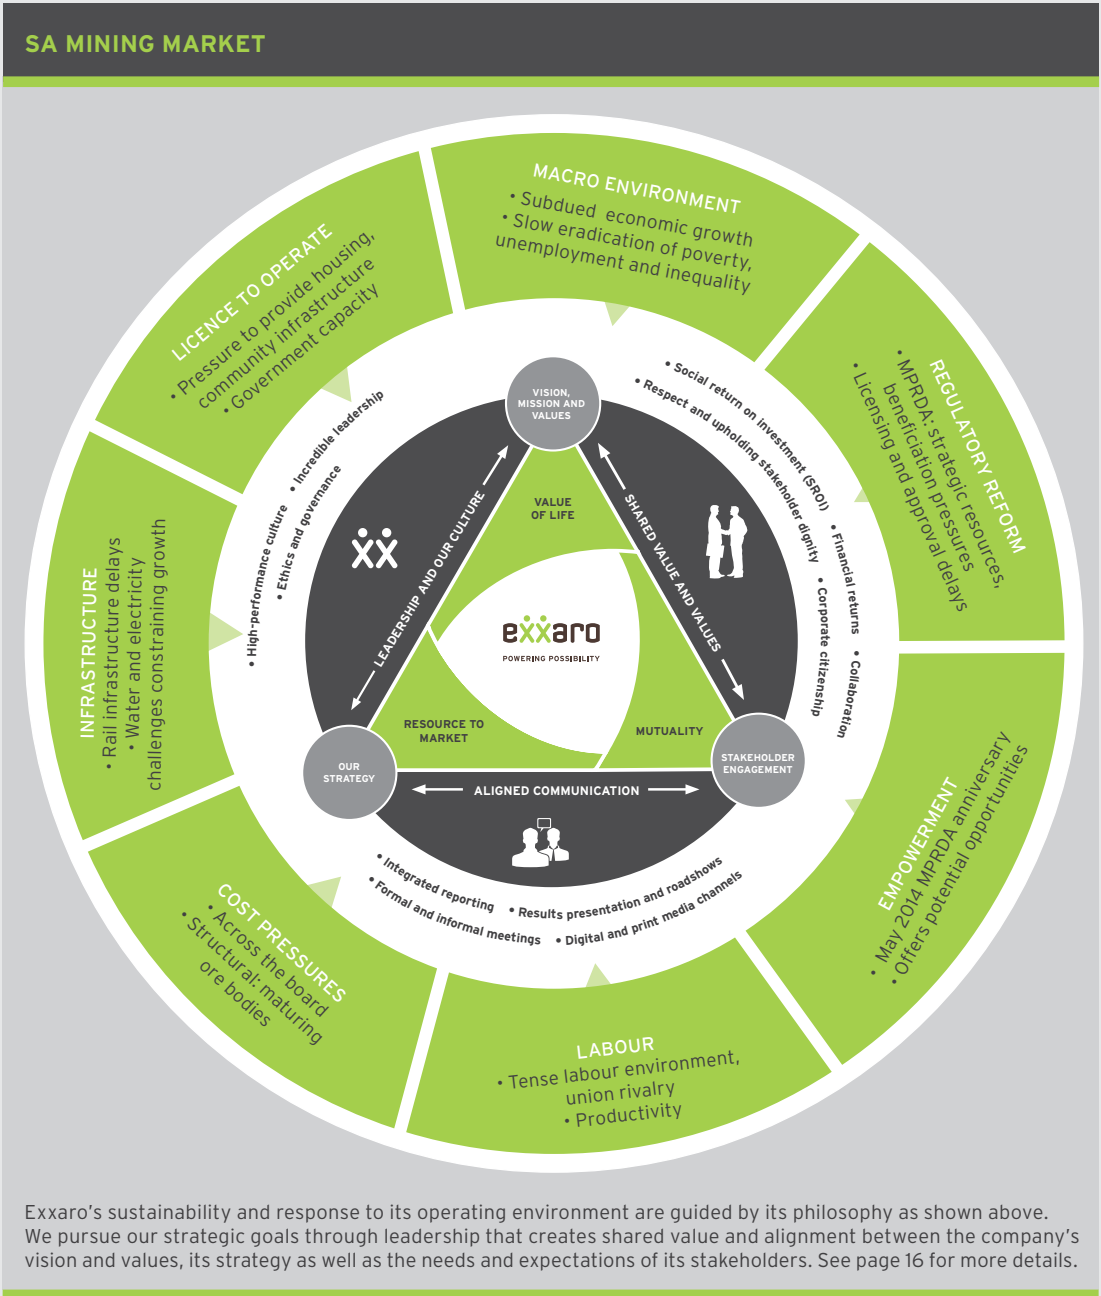 SA MINING MARKET
MACRO ENVIRONMENT
• Subdued economic growth
• Slow eradication of poverty,
unemployment and inequality
REGULATORY REFORM
• MPRDA: strategic resources,
beneficiation pressures
• Licensing and approval delays
EMPOWERMENT
• May 2014 MPRDA anniversary
• Offers potential opportunities
LABOUR
• Tense labour environment,
union rivalry
• Productivity
COST PRESSURES
• Across the board
• Structural: maturing
ore bodies
INFRASTRUCTURE
• Rail infrastructure delays
• Water and electricity
challenges constraining growth
LICENCE TO OPERATE
• Pressure to provide housing,
community infrastructure
• Government capacity
• Social return on investment (SROI)
• Financial returns
• Collaboration
• Respect and upholding stakeholder dignity
• Corporate citizenship
• High-performance culture
• Incredible leadership
• Ethics and governance
• Integrated reporting
• Results presentation and roadshows
• Formal and informal meetings
• Digital and print media channels
VISION,
MISSION AND
VALUES
LEADERSHIP AND OUR CULTURE
SHARED VALUE AND VALUES
VALUE
OF LIFE
exxaro
POWERING POSSIBILITY
RESOURCE TO
MARKET
MUTUALITY
OUR
STRATEGY
STAKEHOLDER
ENGAGEMENT
ALIGNED COMMUNICATION
Exxaro's sustainability and response to its operating environment are guided by its philosophy as shown above.
We pursue our strategic goals through leadership that creates shared value and alignment between the company's
vision and values, its strategy as well as the needs and expectations of its stakeholders. See page 16 for more details.